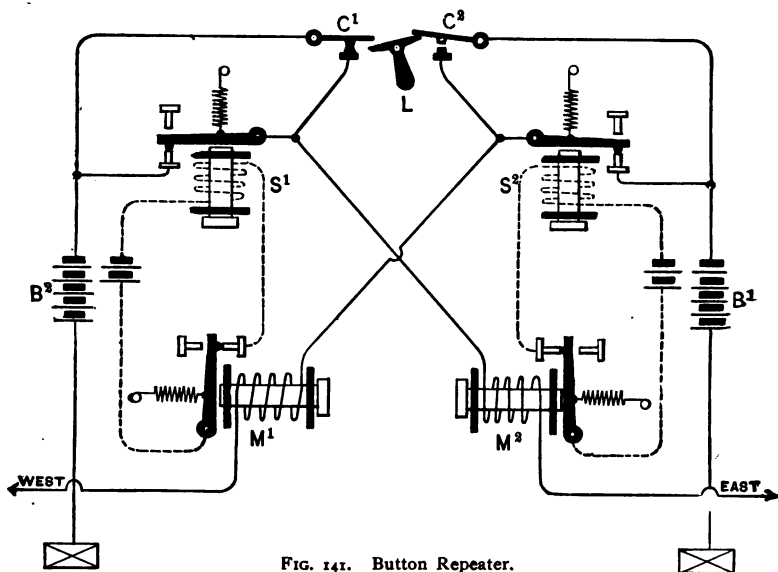 C¹ C²
L
S¹ S²
B² B¹
M¹ M²
WEST EAST
FIG. 141. Button Repeater.